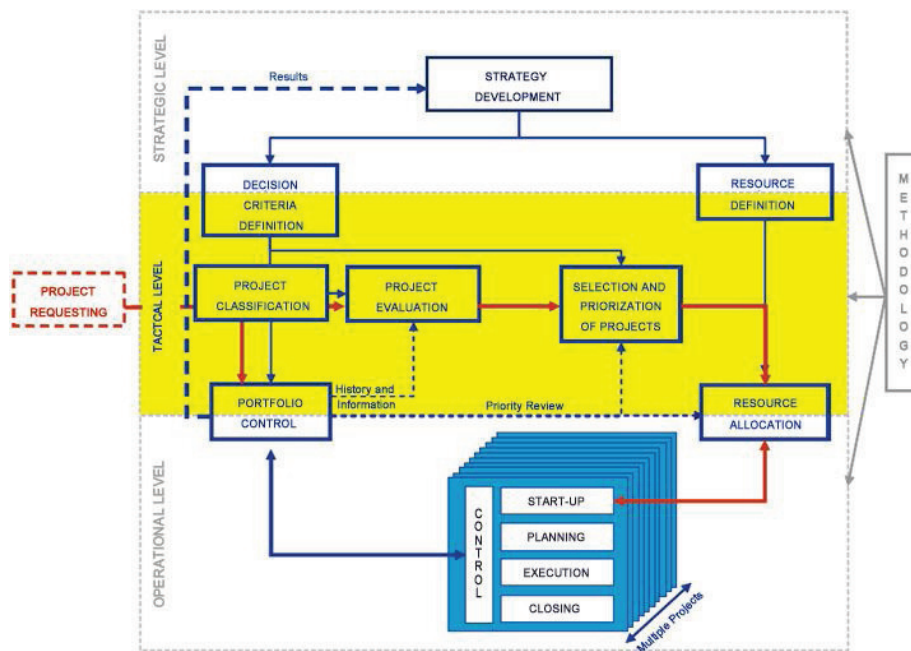 STRATEGIC LEVEL
Results
STRATEGY
DEVELOPMENT
DECISION
CRITERIA
DEFINITION
RESOURCE
DEFINITION
METHODOLOGY
TACTCAL LEVEL
PROJECT
REQUESTING
PROJECT
CLASSIFICATION
PROJECT
EVALUATION
SELECTION AND
PRIORIZATION
OF PROJECTS
History and
Information
Priority Review
PORTFOLIO
CONTROL
RESOURCE
ALLOCATION
OPERATIONAL LEVEL
CONTROL
START-UP
PLANNING
EXECUTION
CLOSING
Multiple Projects